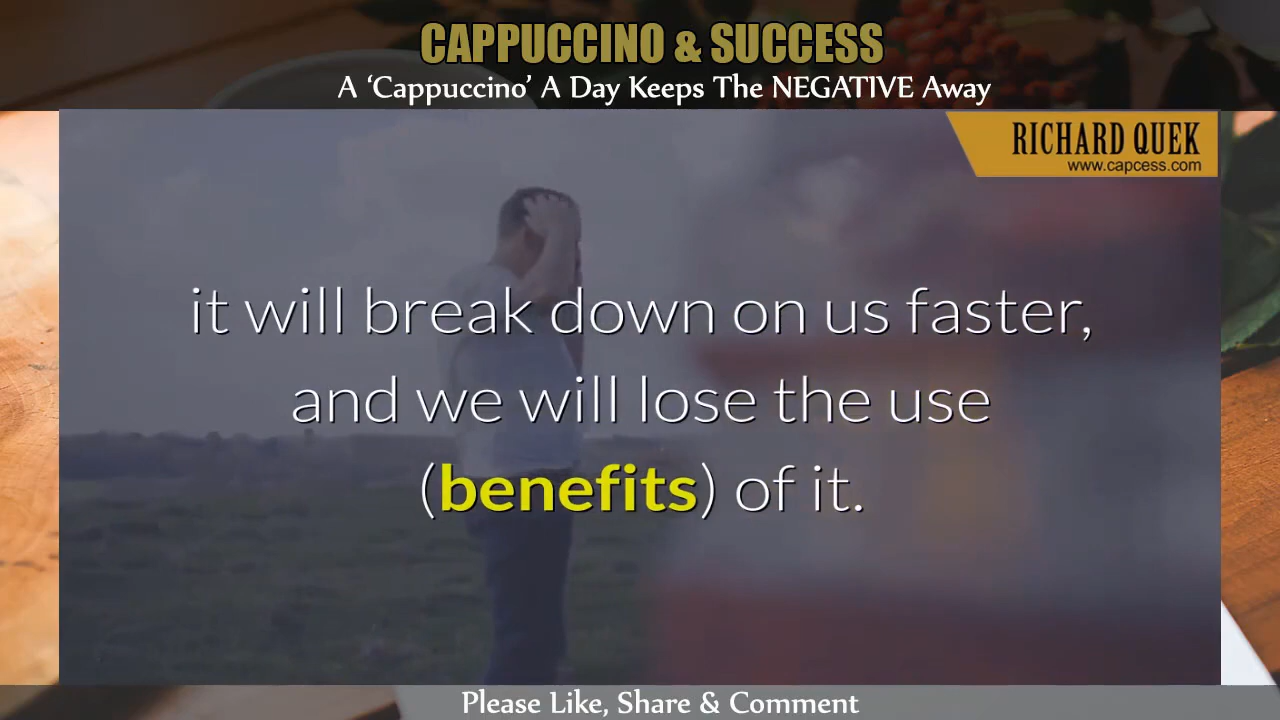 CAPPUCCINO & SUCCESS
A ‘Cappuccino’ A Day Keeps The NEGATIVE Away
RICHARD QUEK
www.capcess.com
it will break down on us faster,
and we will lose the use
(benefits) of it.
Please Like, Share & Comment